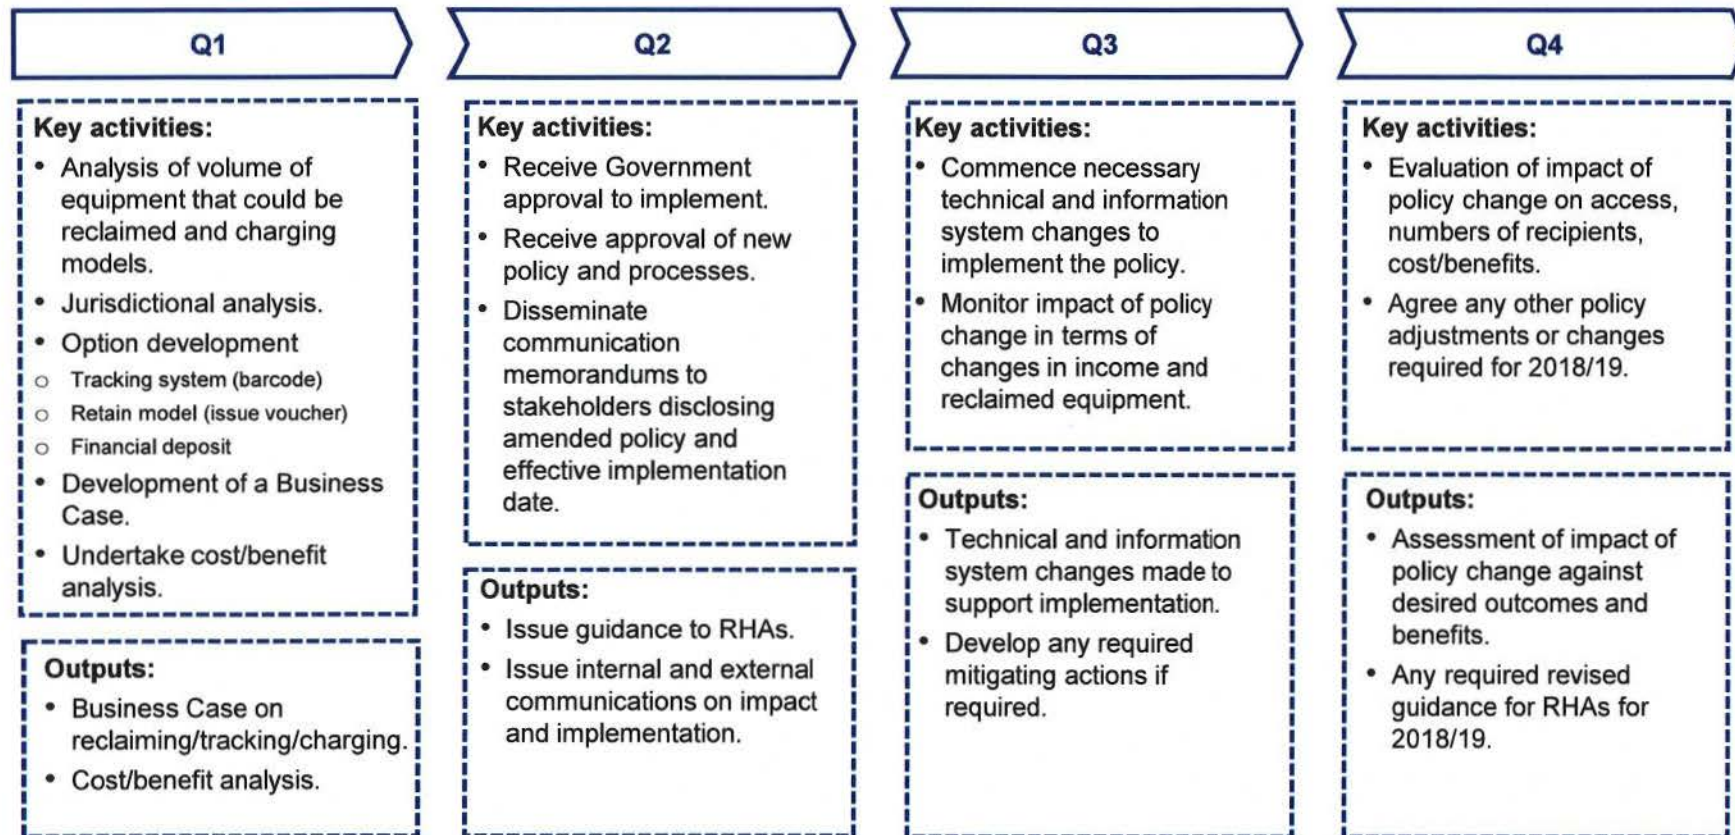 Q1
Key activities:
• Analysis of volume of
equipment that could be
reclaimed and charging
models.
• Jurisdictional analysis.
• Option development
○ Tracking system (barcode)
○ Retain model (issue voucher)
○ Financial deposit
• Development of a Business
Case.
• Undertake cost/benefit
analysis.
Outputs:
• Business Case on
reclaiming/tracking/charging.
• Cost/benefit analysis.
Q2
Key activities:
• Receive Government
approval to implement.
• Receive approval of new
policy and processes.
• Disseminate
communication
memorandums to
stakeholders disclosing
amended policy and
effective implementation
date.
Outputs:
• Issue guidance to RHAs.
• Issue internal and external
communications on impact
and implementation.
Q3
Key activities:
• Commence necessary
technical and information
system changes to
implement the policy.
• Monitor impact of policy
change in terms of
changes in income and
reclaimed equipment.
Outputs:
• Technical and information
system changes made to
support implementation.
• Develop any required
mitigating actions if
required.
Q4
Key activities:
• Evaluation of impact of
policy change on access,
numbers of recipients,
cost/benefits.
• Agree any other policy
adjustments or changes
required for 2018/19.
Outputs:
• Assessment of impact of
policy change against
desired outcomes and
benefits.
• Any required revised
guidance for RHAs for
2018/19.